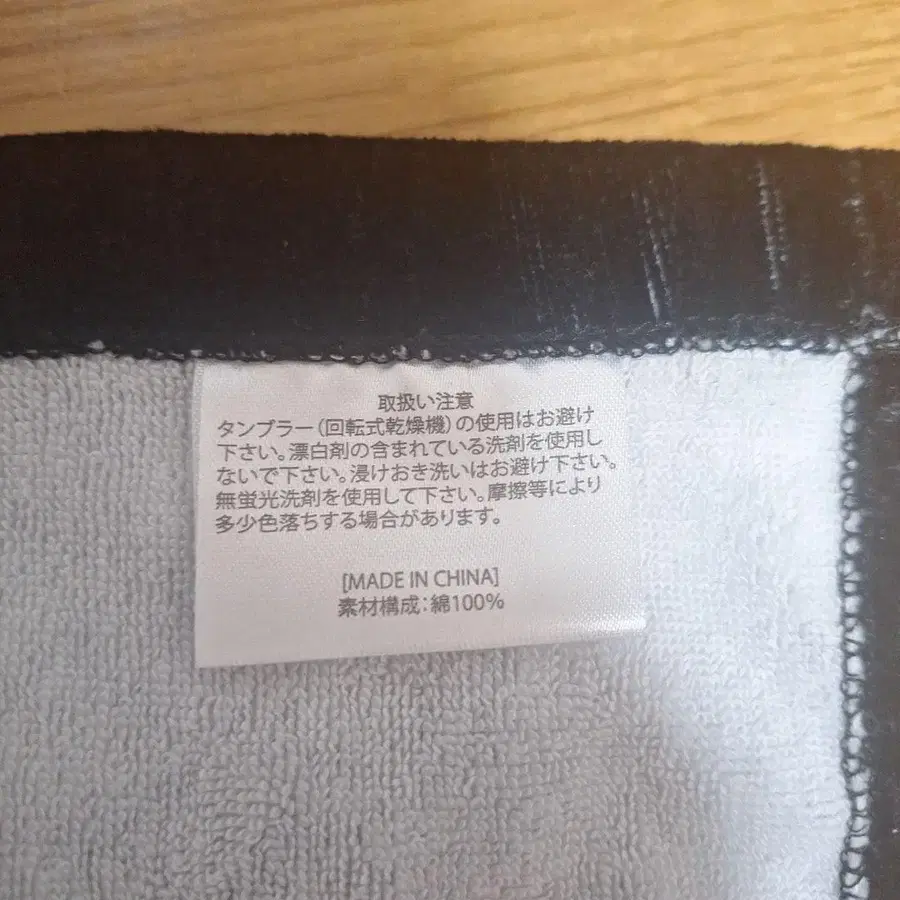 取扱い注意
タンブラー(回転式乾燥機)の使用はお避け
下さい。漂白剤の含まれている洗剤を使用し
ないで下さい。浸けおき洗いはお避け下さい。
無蛍光洗剤を使用して下さい。摩擦等により
多少色落ちする場合があります。
[MADE IN CHINA]
素材構成:綿100%